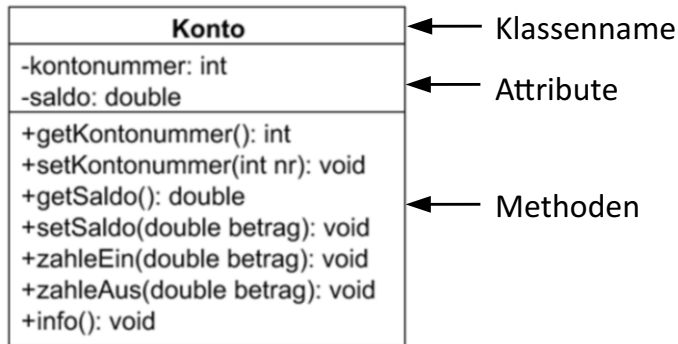 Konto
Klassenname
-kontonummer: int
-saldo: double
Attribute
+getKontonummer(): int
+setKontonummer(int nr): void
+getSaldo(): double
+setSaldo(double betrag): void
+zahleEin(double betrag): void
+zahleAus(double betrag): void
+info(): void
Methoden